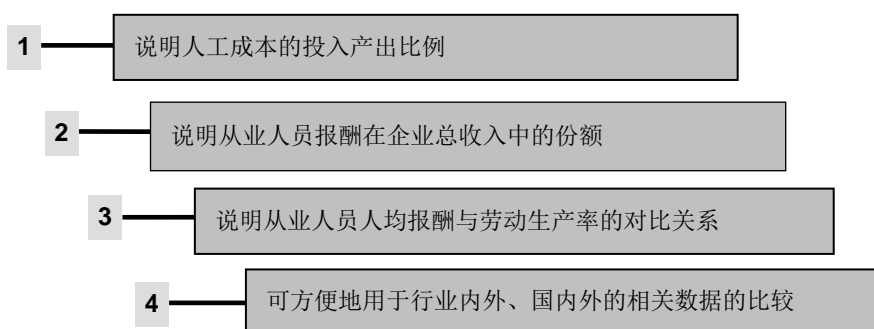 1 说明人工成本的投入产出比例
2 说明从业人员报酬在企业总收入中的份额
3 说明从业人员人均报酬与劳动生产率的对比关系
4 可方便地用于行业内外、国内外的相关数据的比较